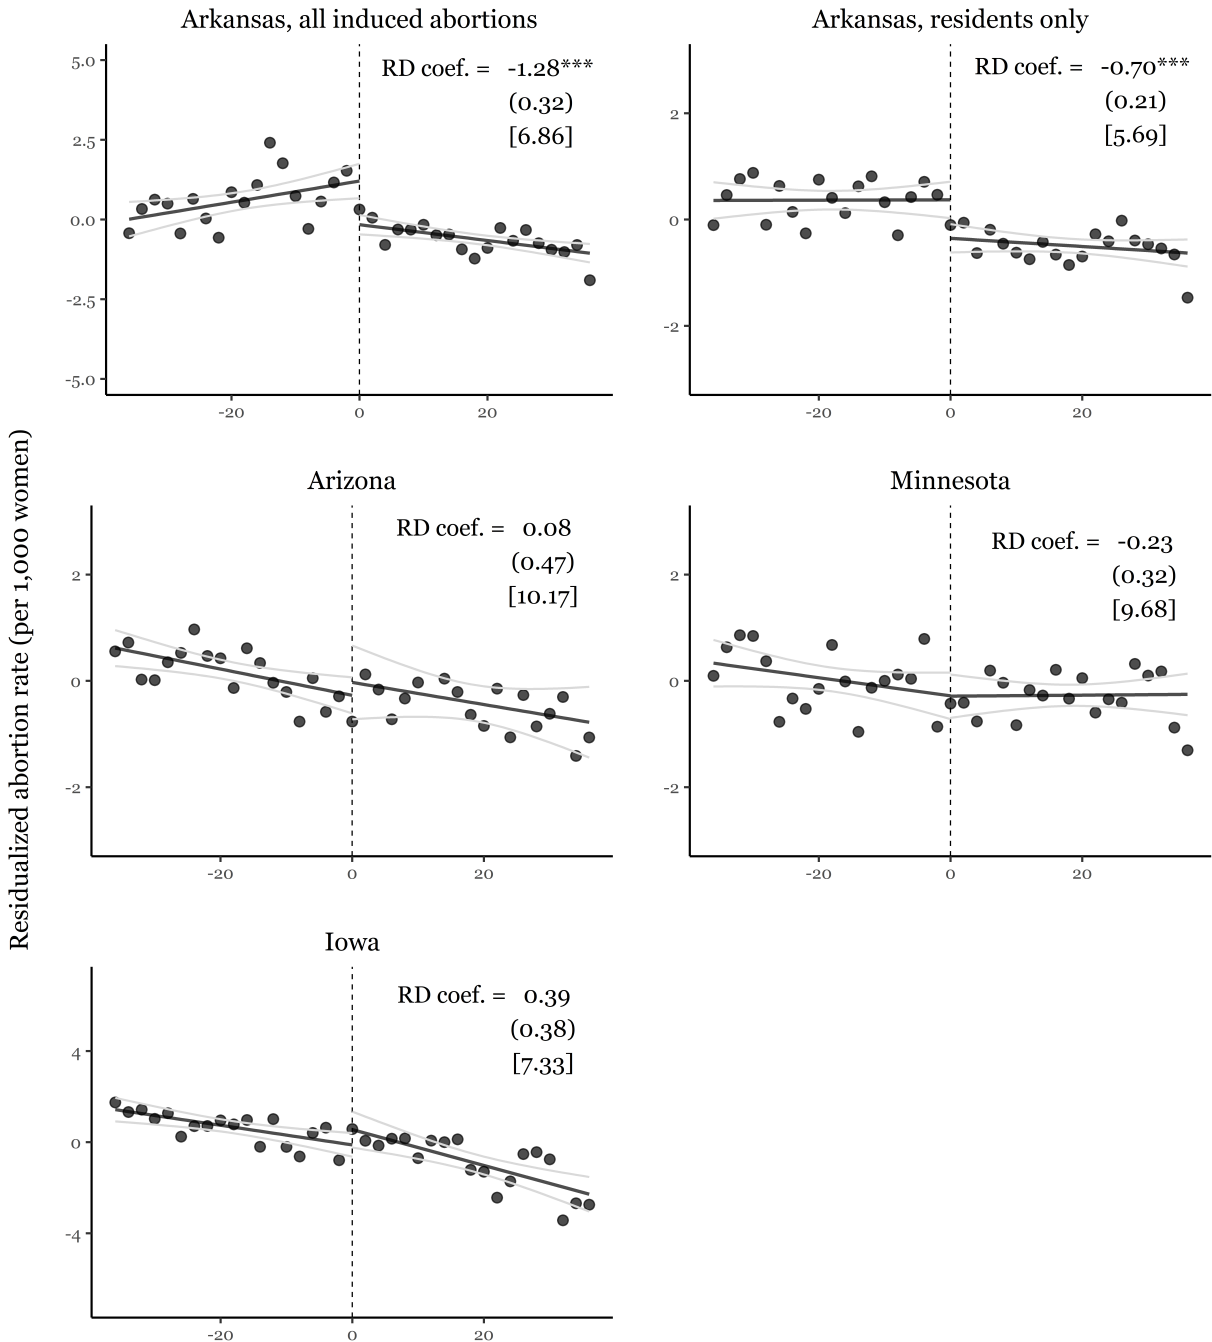 Arkansas, all induced abortions
RD coef. = -1.28***
(0.32)
[6.86]
5.0
2.5
0.0
-2.5
-5.0
-20 0 20
Arkansas, residents only
RD coef. = -0.70***
(0.21)
[5.69]
2
0
-2
-20 0 20
Residualized abortion rate (per 1,000 women)
Arizona
RD coef. = 0.08
(0.47)
[10.17]
2
0
-2
-20 0 20
Minnesota
RD coef. = -0.23
(0.32)
[9.68]
2
0
-2
-20 0 20
Iowa
RD coef. = 0.39
(0.38)
[7.33]
4
0
-4
-20 0 20